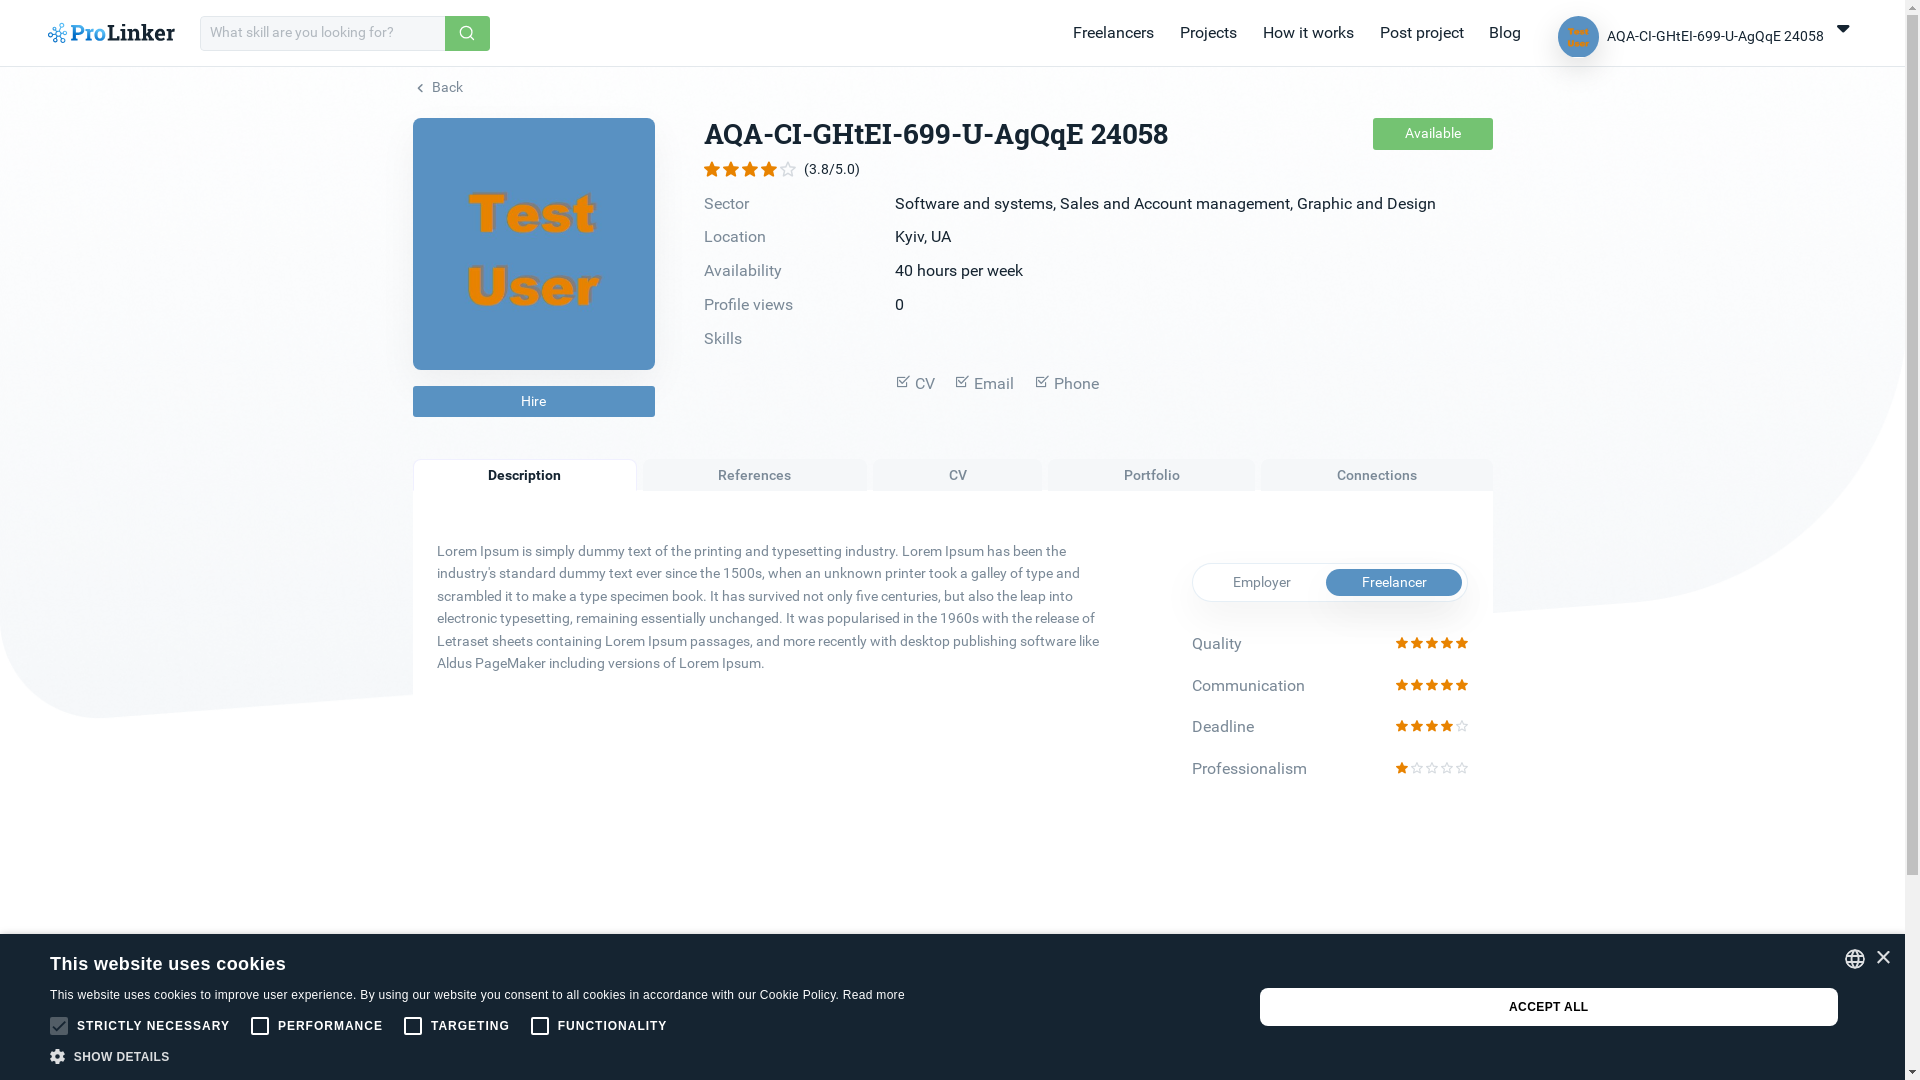 ProLinker
What skill are you looking for?
Freelancers
Projects
How it works
Post project
Blog
Test
User
AQA-CI-GHtEI-699-U-AgQqE 24058
Back
Test
User
Hire
AQA-CI-GHtEI-699-U-AgQqE 24058
Available
(3.8/5.0)
Sector
Software and systems, Sales and Account management, Graphic and Design
Location
Kyiv, UA
Availability
40 hours per week
Profile views
0
Skills
CV
Email
Phone
Description
References
CV
Portfolio
Connections
Lorem Ipsum is simply dummy text of the printing and typesetting industry. Lorem Ipsum has been the
industry's standard dummy text ever since the 1500s, when an unknown printer took a galley of type and
scrambled it to make a type specimen book. It has survived not only five centuries, but also the leap into
electronic typesetting, remaining essentially unchanged. It was popularised in the 1960s with the release of
Letraset sheets containing Lorem Ipsum passages, and more recently with desktop publishing software like
Aldus PageMaker including versions of Lorem Ipsum.
Employer
Freelancer
Quality
Communication
Deadline
Professionalism
This website uses cookies
This website uses cookies to improve user experience. By using our website you consent to all cookies in accordance with our Cookie Policy. Read more
STRICTLY NECESSARY
PERFORMANCE
TARGETING
FUNCTIONALITY
SHOW DETAILS
ACCEPT ALL